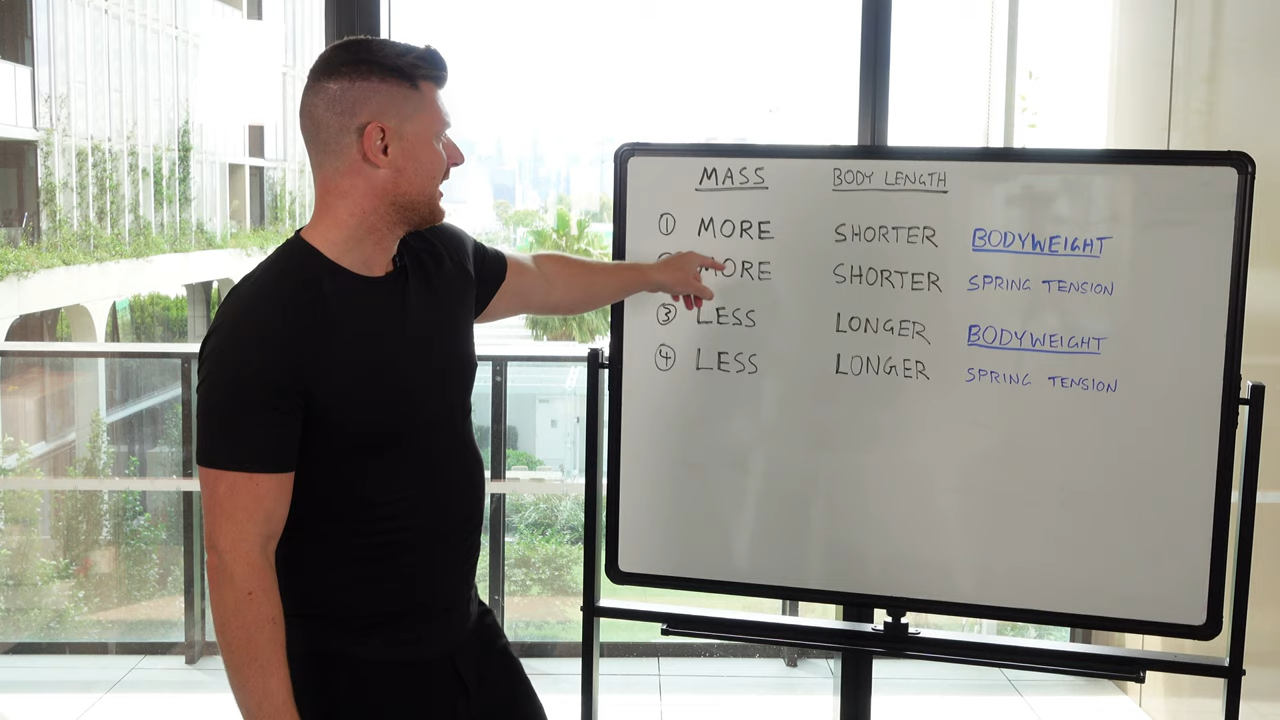 MASS BODY LENGTH
① MORE SHORTER BODYWEIGHT
MORE SHORTER SPRING TENSION
③ LESS LONGER BODYWEIGHT
④ LESS LONGER SPRING TENSION